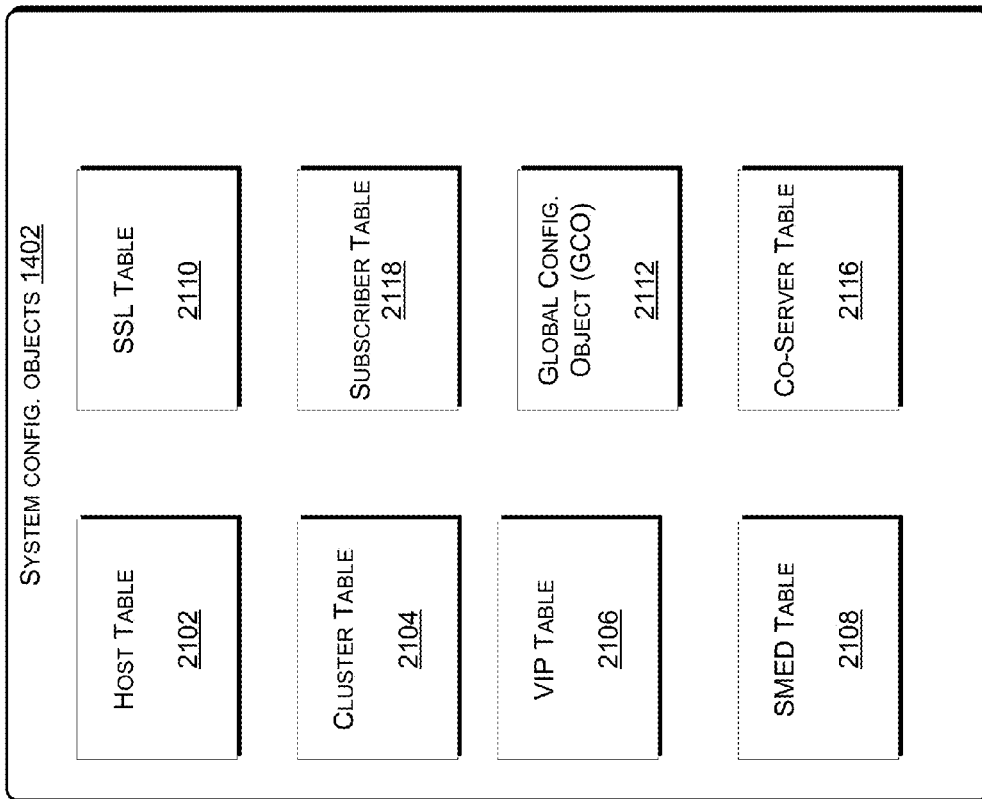 SYSTEM CONFIG. OBJECTS 1402
HOST TABLE
2102
CLUSTER TABLE
2104
VIP TABLE
2106
SMED TABLE
2108
SSL TABLE
2110
SUBSCRIBER TABLE
2118
GLOBAL CONFIG.
OBJECT (GCO)
2112
CO-SERVER TABLE
2116